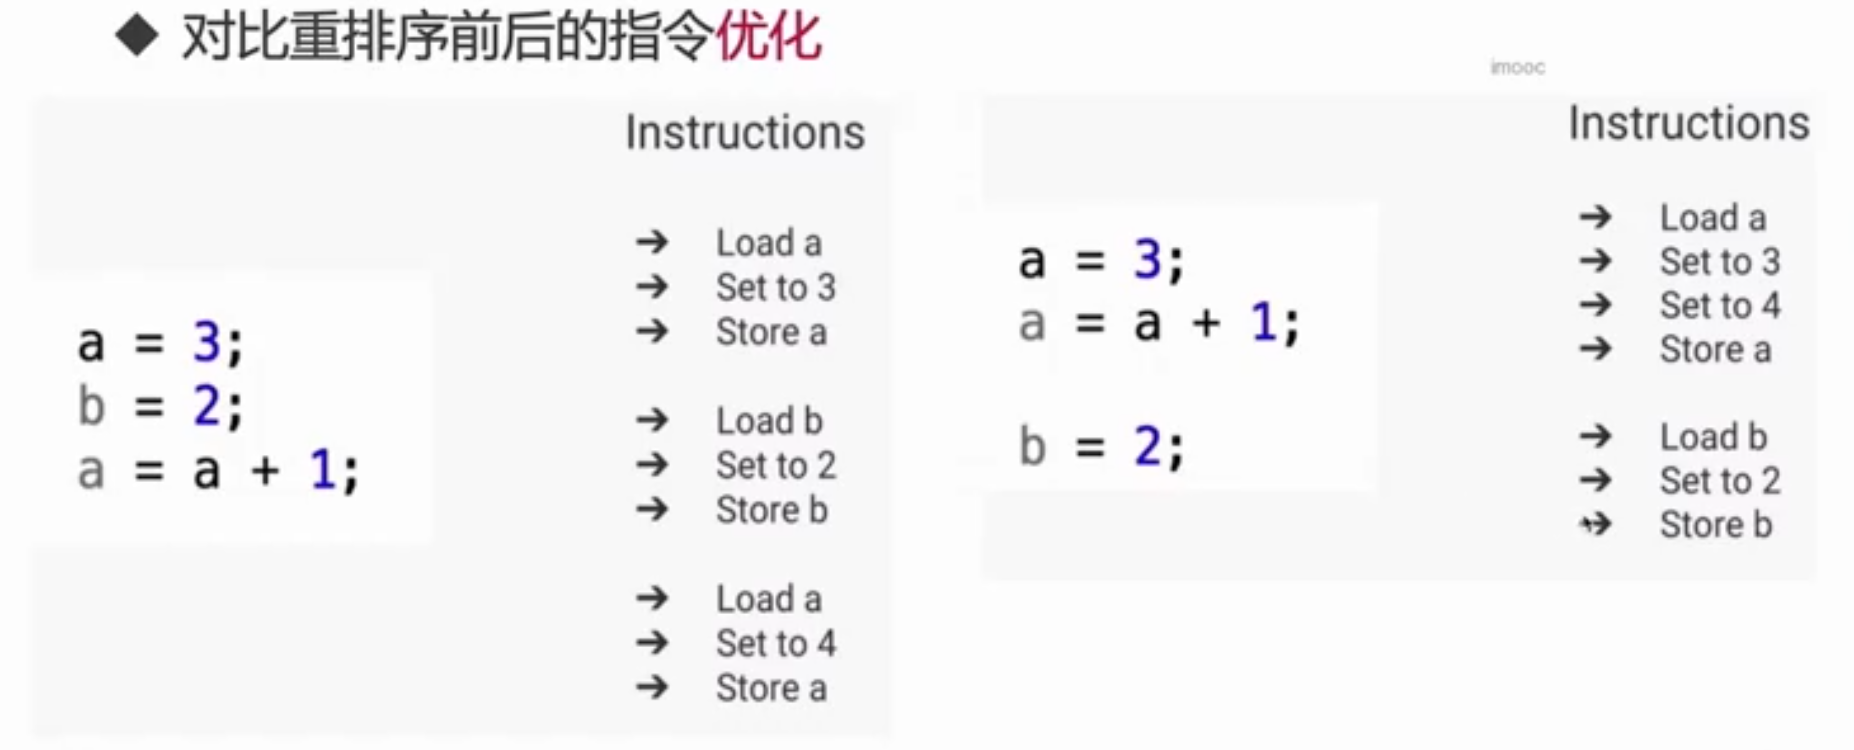 ◆ 对比重排序前后的指令优化
imooc
Instructions
a = 3;
b = 2;
a = a + 1;
→ Load a
→ Set to 3
→ Store a
→ Load b
→ Set to 2
→ Store b
→ Load a
→ Set to 4
→ Store a
Instructions
a = 3;
a = a + 1;
b = 2;
→ Load a
→ Set to 3
→ Set to 4
→ Store a
→ Load b
→ Set to 2
→ Store b